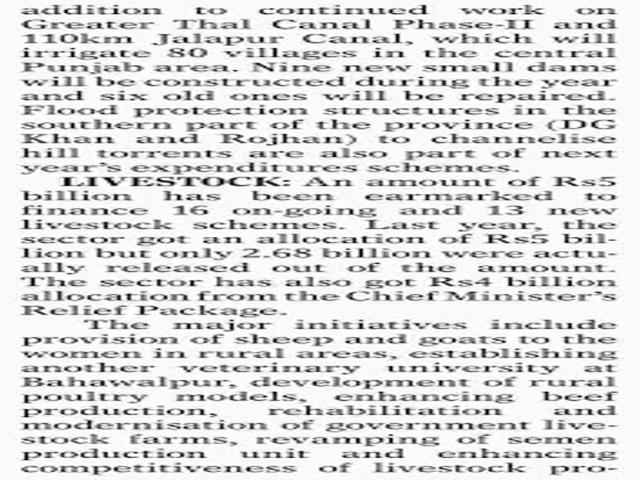 addition to continued work on
Greater Thal Canal Phase-II and
110km Jalapur Canal, which will
irrigate 80 villages in the central
Punjab area. Nine new small dams
will be constructed during the year
and six old ones will be repaired.
Flood protection structures in the
southern part of the province (DG
Khan and Rojhan) to channelise
hill torrents are also part of next
year's expenditures schemes.
LIVESTOCK: An amount of Rs5
billion has been earmarked to
finance 16 on-going and 13 new
livestock schemes. Last year, the
sector got an allocation of Rs5 bil-
lion but only 2.68 billion were actu-
ally released out of the amount.
The sector has also got Rs4 billion
allocation from the Chief Minister's
Relief Package.
The major initiatives include
provision of sheep and goats to the
women in rural areas, establishing
another veterinary university at
Bahawalpur, development of rural
poultry models, enhancing beef
production, rehabilitation and
modernisation of government live-
stock farms, revamping of semen
production unit and enhancing
competitiveness of livestock pro-